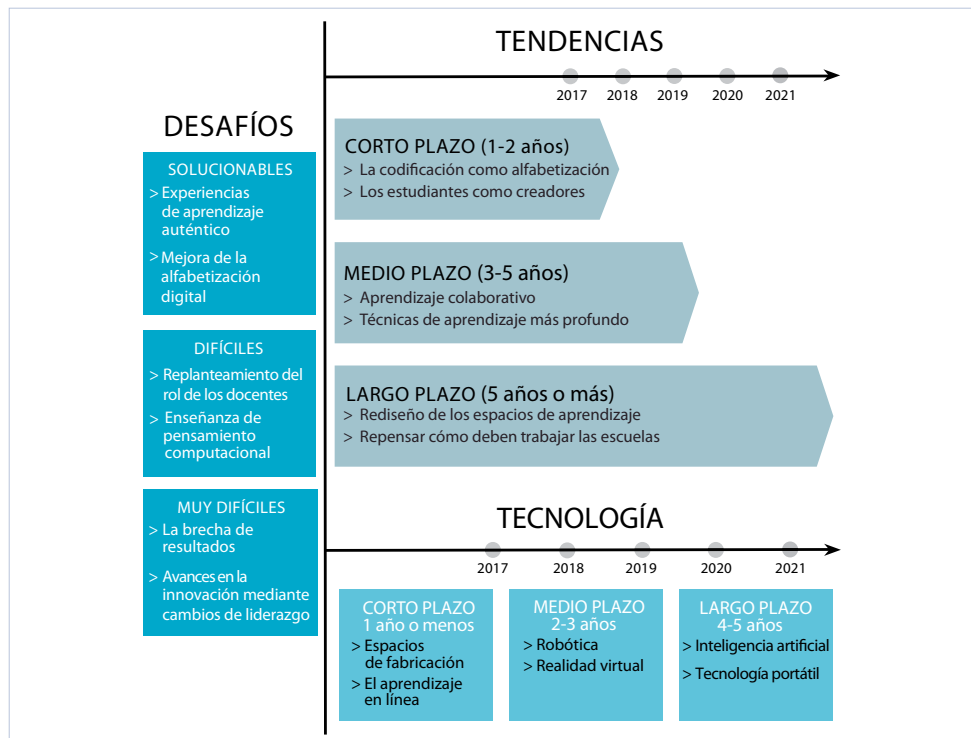 TENDENCIAS
2017 2018 2019 2020 2021
DESAFÍOS
SOLUCIONABLES
> Experiencias
de aprendizaje
auténtico
> Mejora de la
alfabetización
digital
DIFÍCILES
> Replanteamiento del
rol de los docentes
> Enseñanza de
pensamiento
computacional
MUY DIFÍCILES
> La brecha de
resultados
> Avances en la
innovación mediante
cambios de liderazgo
CORTO PLAZO (1-2 años)
> La codificación como alfabetización
> Los estudiantes como creadores
MEDIO PLAZO (3-5 años)
> Aprendizaje colaborativo
> Técnicas de aprendizaje más profundo
LARGO PLAZO (5 años o más)
> Rediseño de los espacios de aprendizaje
> Repensar cómo deben trabajar las escuelas
TECNOLOGÍA
2017 2018 2019 2020 2021
CORTO PLAZO
1 año o menos
> Espacios
de fabricación
> El aprendizaje
en línea
MEDIO PLAZO
2-3 años
> Robótica
> Realidad virtual
LARGO PLAZO
4-5 años
> Inteligencia artificial
> Tecnología portátil